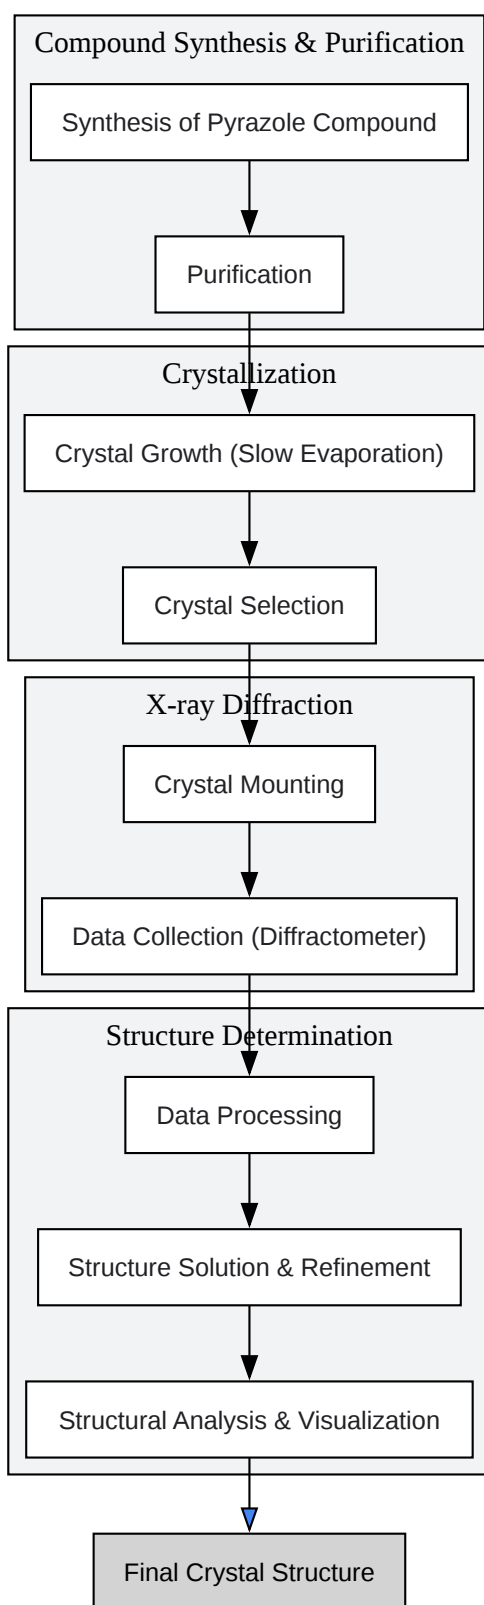 Compound Synthesis & Purification
Synthesis of Pyrazole Compound
Purification
Crystallization
Crystal Growth (Slow Evaporation)
Crystal Selection
X-ray Diffraction
Crystal Mounting
Data Collection (Diffractometer)
Structure Determination
Data Processing
Structure Solution & Refinement
Structural Analysis & Visualization
Final Crystal Structure